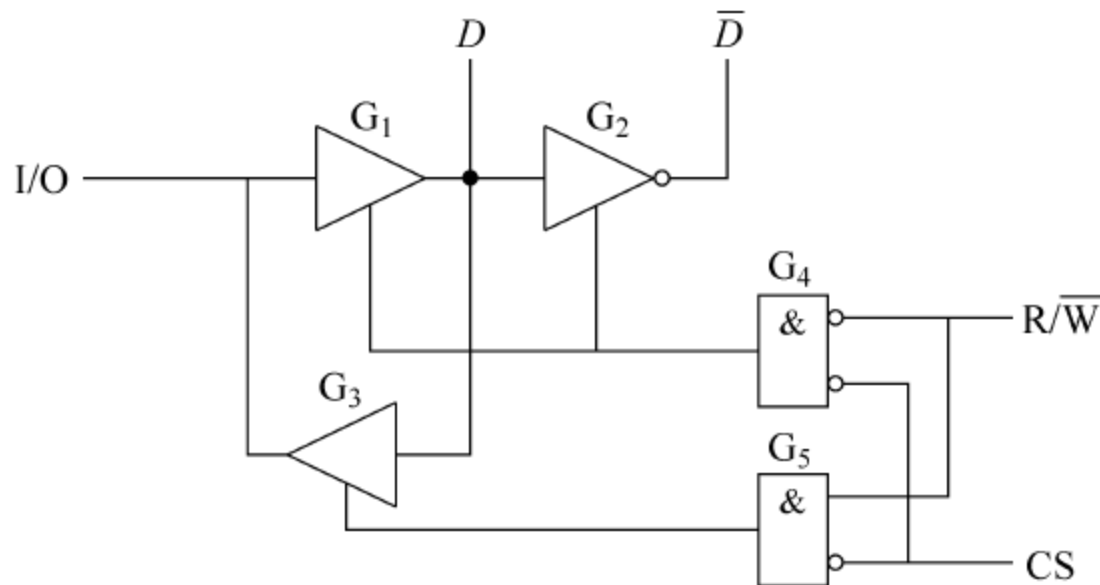 D D̅
G₁ G₂
I/O
G₄
& R/W̅
G₃
G₅
&
CS